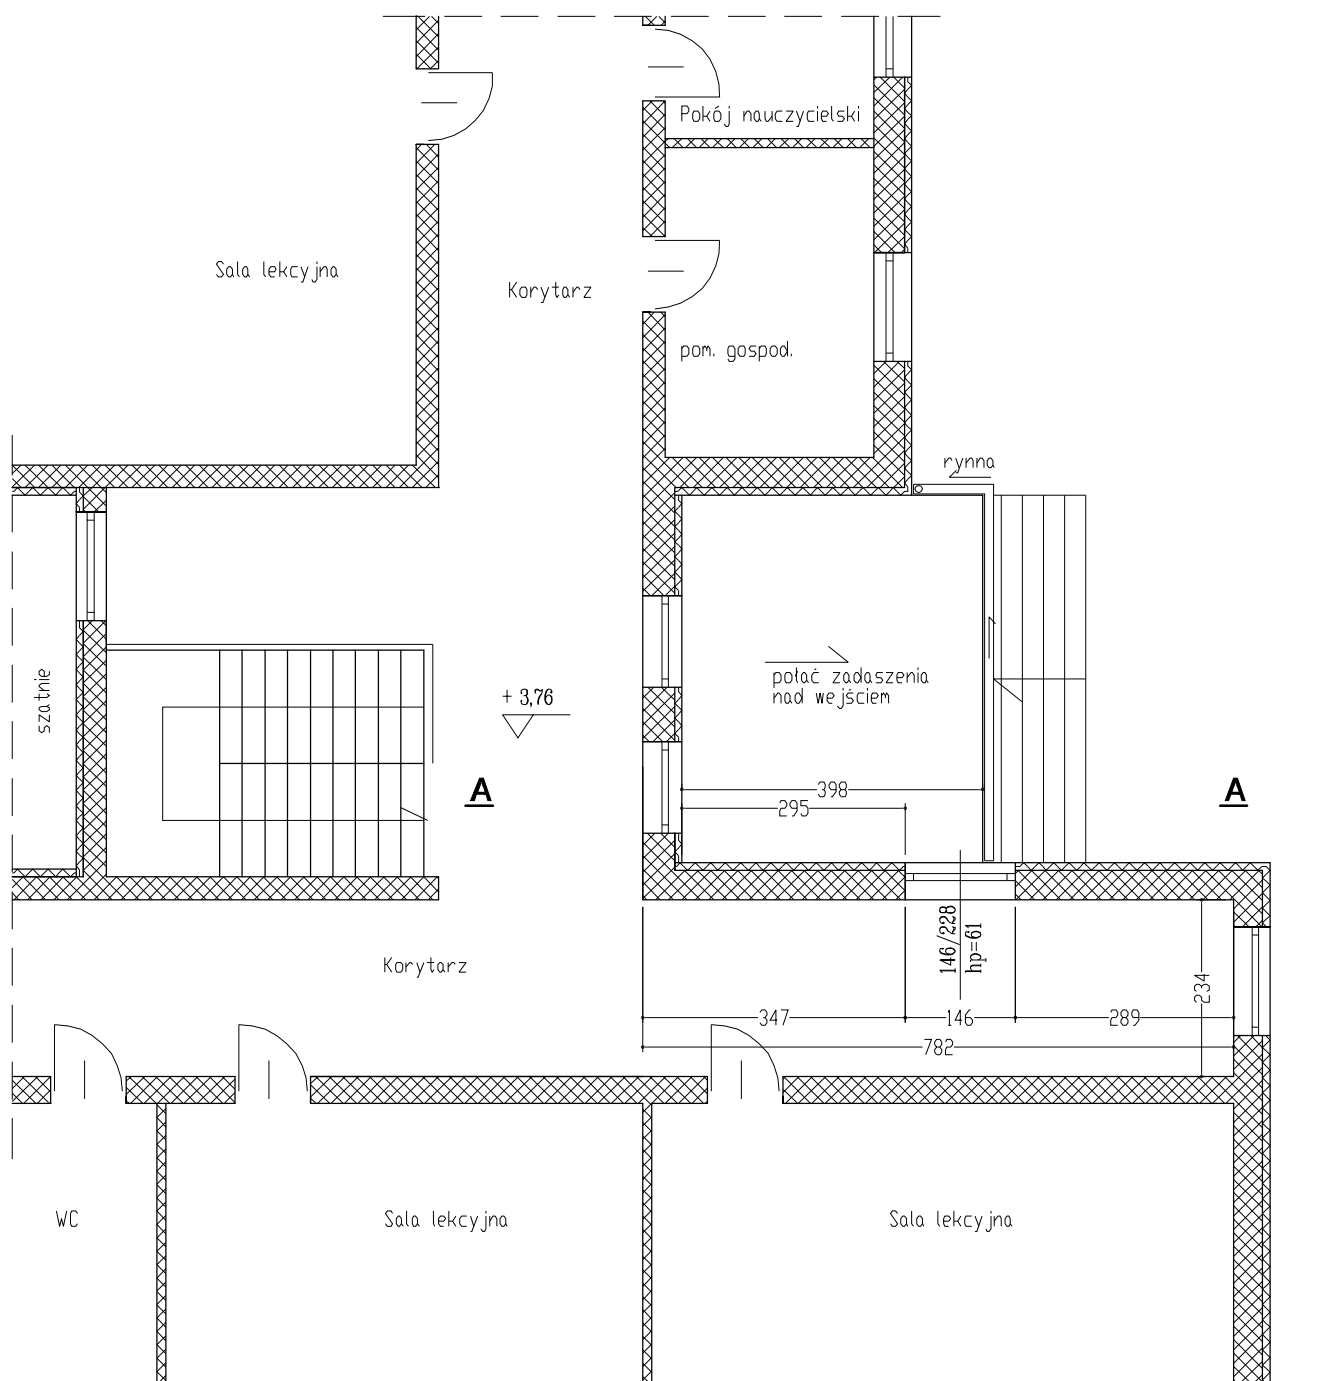 Pokój nauczycielski
Sala lekcyjna
Korytarz
pom. gospod.
rynna
szatnie
połać zadaszenia
nad wejściem
+ 3,76
A
A
398
295
146/228
hp=61
Korytarz
234
347
146
289
782
WC
Sala lekcyjna
Sala lekcyjna